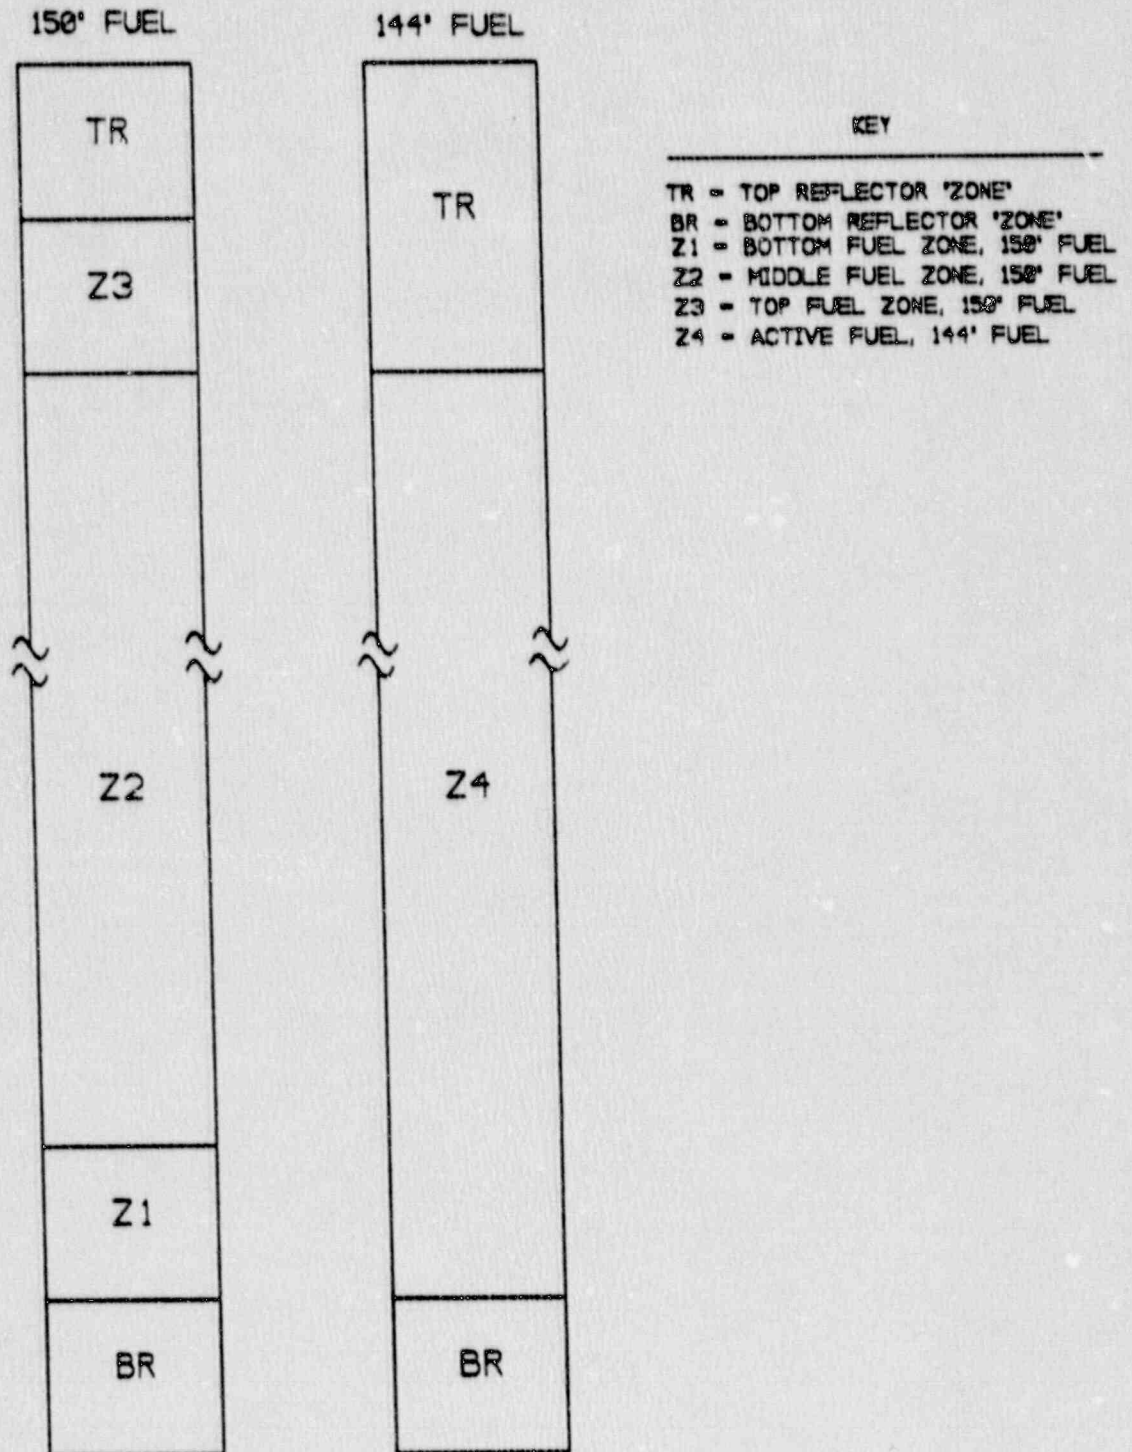 150' FUEL
TR
Z3
Z2
Z1
BR
144' FUEL
TR
Z4
BR
KEY
TR = TOP REFLECTOR 'ZONE'
BR = BOTTOM REFLECTOR 'ZONE'
Z1 = BOTTOM FUEL ZONE, 150' FUEL
Z2 = MIDDLE FUEL ZONE, 150' FUEL
Z3 = TOP FUEL ZONE, 150' FUEL
Z4 = ACTIVE FUEL, 144' FUEL